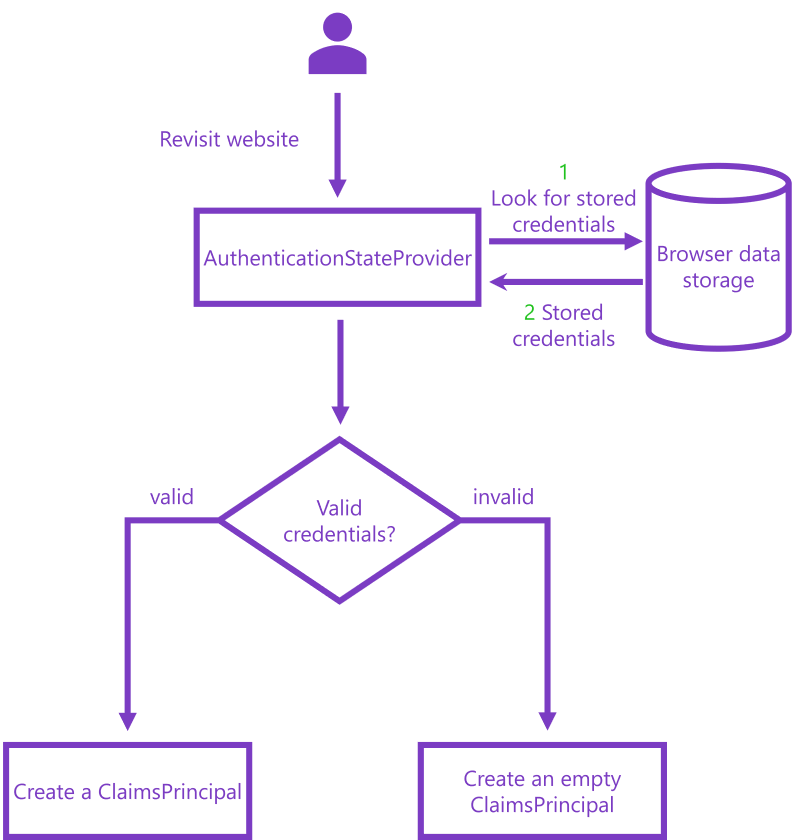 Revisit website
1
Look for stored
credentials
AuthenticationStateProvider
Browser data
storage
2 Stored
credentials
valid
invalid
Valid
credentials?
Create a ClaimsPrincipal
Create an empty
ClaimsPrincipal